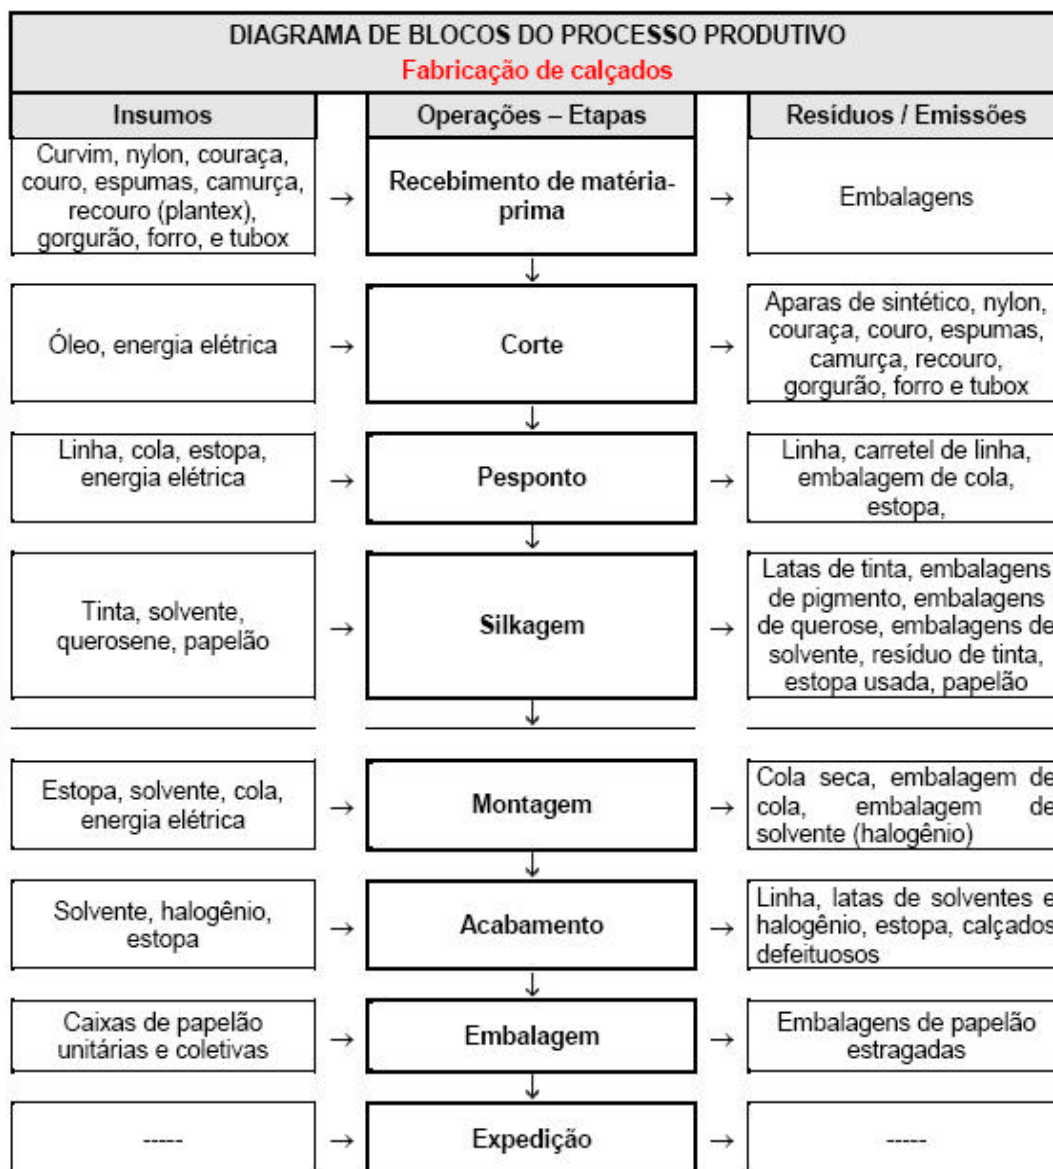 DIAGRAMA DE BLOCOS DO PROCESSO PRODUTIVO
Fabricação de calçados
Insumos
Operações – Etapas
Resíduos / Emissões
Curvim, nylon, couraça,
couro, espumas, camurça,
recouro (plantex),
gorgurão, forro, e tubox
→
Recebimento de matéria-
prima
→
Embalagens
↓
Óleo, energia elétrica
→
Corte
→
Aparas de sintético, nylon,
couraça, couro, espumas,
camurça, recouro,
gorgurão, forro e tubox
↓
Linha, cola, estopa,
energia elétrica
→
Pesponto
→
Linha, carretel de linha,
embalagem de cola,
estopa,
↓
Tinta, solvente,
querosene, papelão
→
Silkagem
→
Latas de tinta, embalagens
de pigmento, embalagens
de querose, embalagens de
solvente, resíduo de tinta,
estopa usada, papelão
↓
Estopa, solvente, cola,
energia elétrica
→
Montagem
→
Cola seca, embalagem de
cola, embalagem de
solvente (halogênio)
↓
Solvente, halogênio,
estopa
→
Acabamento
→
Linha, latas de solventes e
halogênio, estopa, calçados
defeituosos
↓
Caixas de papelão
unitárias e coletivas
→
Embalagem
→
Embalagens de papelão
estragadas
↓
-----
→
Expedição
→
-----